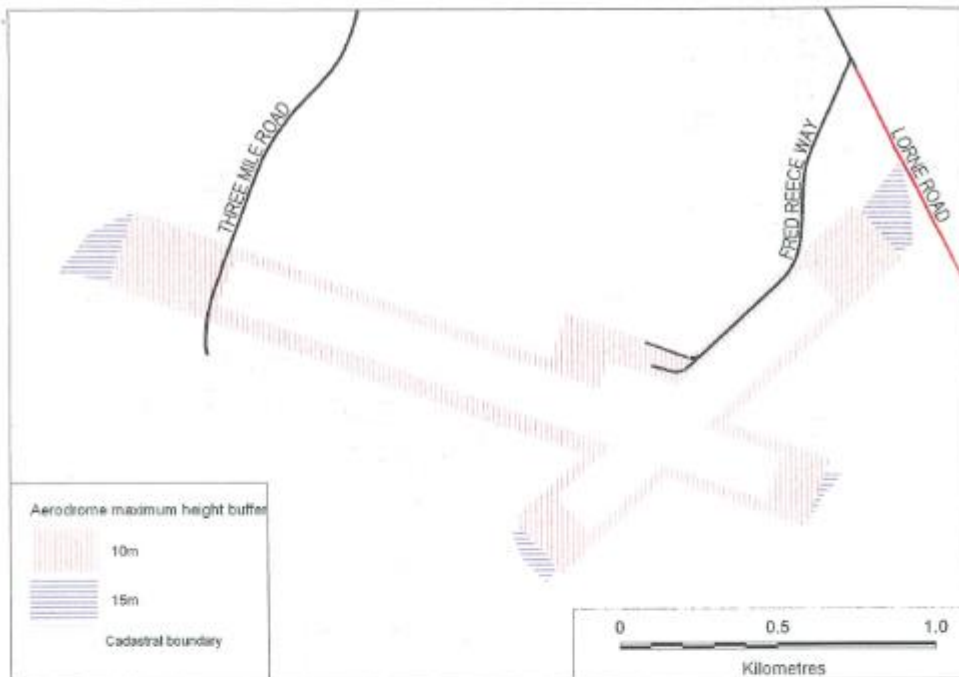 THREE MILE ROAD
FRED REECE WAY
LORNE ROAD
Aerodrome maximum height buffer
10m
15m
Cadastral boundary
0 0.5 1.0
Kilometres